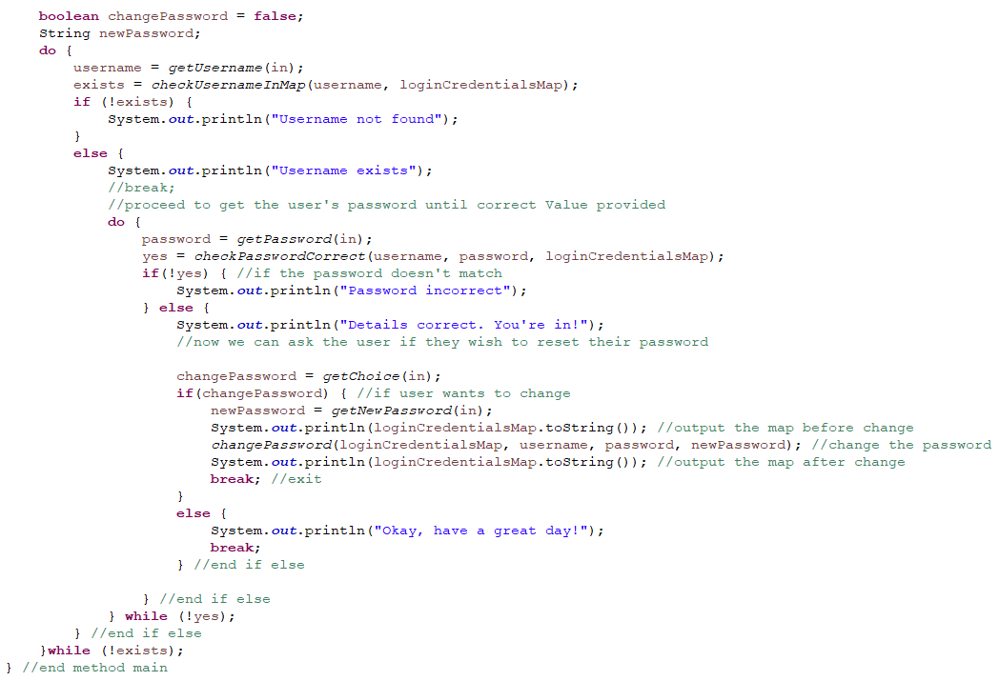 boolean changePassword = false;
String newPassword;
do {
username = getUsername(in);
exists = checkUsernameInMap(username, loginCredentialsMap);
if (!exists) {
System.out.println("Username not found");
}
else {
System.out.println("Username exists");
//break;
//proceed to get the user's password until correct Value provided
do {
password = getPassword(in);
yes = checkPasswordCorrect(username, password, loginCredentialsMap);
if(!yes) { //if the password doesn't match
System.out.println("Password incorrect");
} else {
System.out.println("Details correct. You're in!");
//now we can ask the user if they wish to reset their password
changePassword = getChoice(in);
if(changePassword) { //if user wants to change
newPassword = getNewPassword(in);
System.out.println(loginCredentialsMap.toString()); //output the map before change
changePassword(loginCredentialsMap, username, password, newPassword); //change the password
System.out.println(loginCredentialsMap.toString()); //output the map after change
break; //exit
}
else {
System.out.println("Okay, have a great day!");
break;
} //end if else
} //end if else
} while (!yes);
} //end if else
}while (!exists);
} //end method main